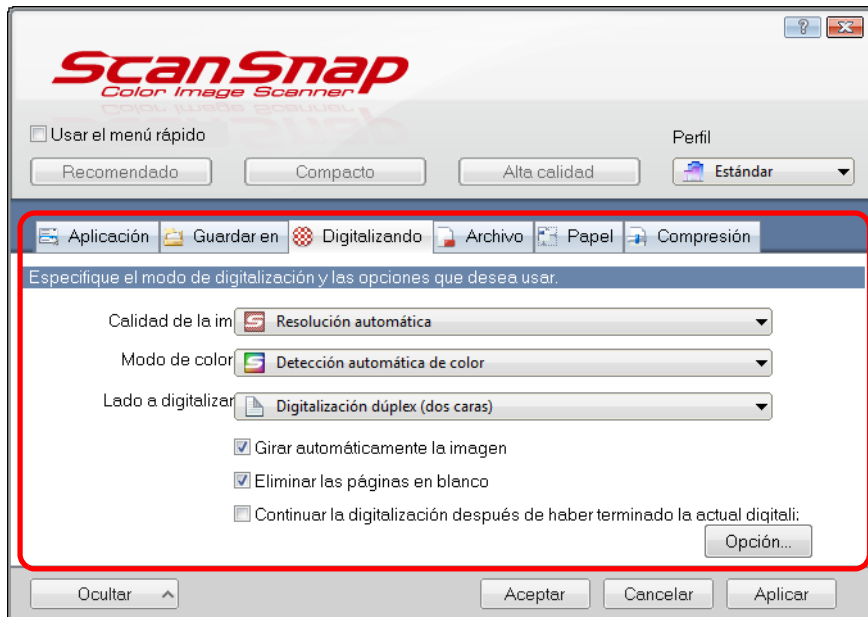 ScanSnap
Color Image Scanner
Usar el menú rápido
Perfil
Recomendado Compacto Alta calidad Estándar
Aplicación Guardar en Digitalizando Archivo Papel Compresión
Especifique el modo de digitalización y las opciones que desea usar.
Calidad de la im Resolución automática
Modo de color Detección automática de color
Lado a digitalizar Digitalización dúplex (dos caras)
Girar automáticamente la imagen
Eliminar las páginas en blanco
Continuar la digitalización después de haber terminado la actual digitali
Opción...
Ocultar Aceptar Cancelar Aplicar